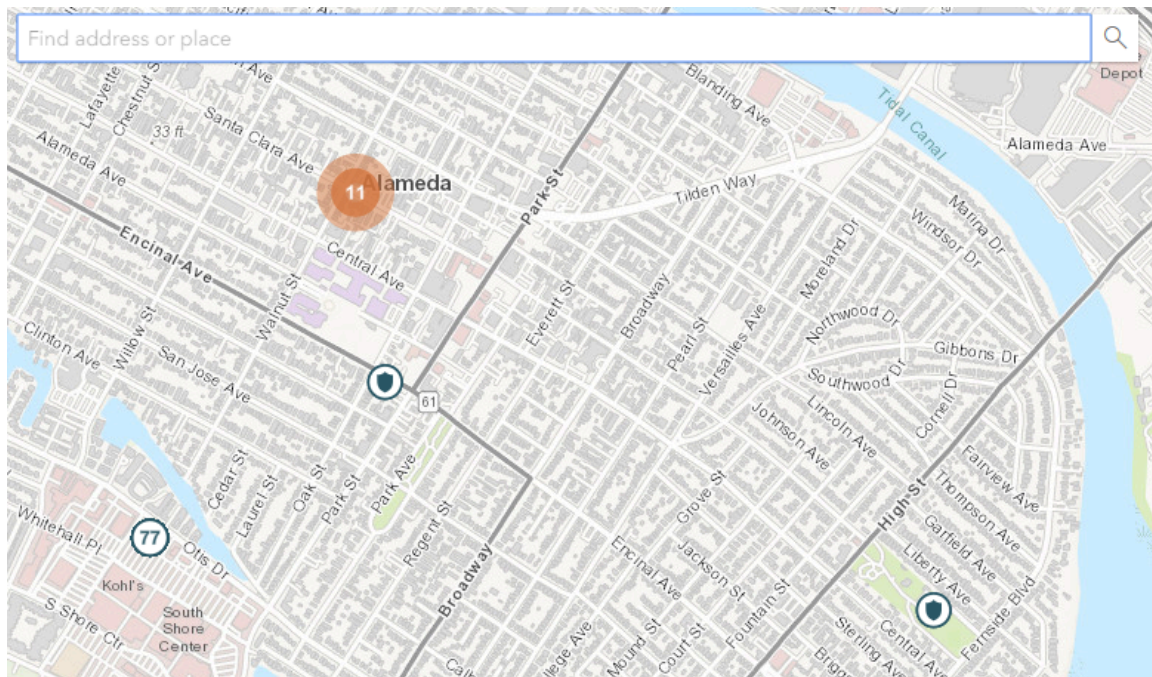 Find address or place
Depot
Blanding Ave
Tidal Canal
Lafayette
Chestnut St
33 ft
Santa Clara Ave
Alameda Ave
Alameda Ave
11
Alameda
Park St
Tilden Way
Marina Dr
Windsor Dr
Moreland Dr
Encinal Ave
Central Ave
Walnut St
Willow St
Everett St
Broadway
Pearl St
Versailles Ave
Northwood Dr
Gibbons Dr
Southwood Dr
Cornell Dr
Clinton Ave
San Jose Ave
61
Lincoln Ave
Johnson Ave
Fairview Ave
Thompson Ave
Cedar St
Laurel St
Oak St
Park St
Park Ave
Regent St
Grove St
High St
Garfield Ave
Liberty Ave
77
Whitehall Pl
Otis Dr
Encinal Ave
Jackson St
Fountain St
Fernside Blvd
Kohl's
Broadway
S Shore Ctr
South
Shore
Center
Mound St
Court St
Sterling Ave
Central Ave